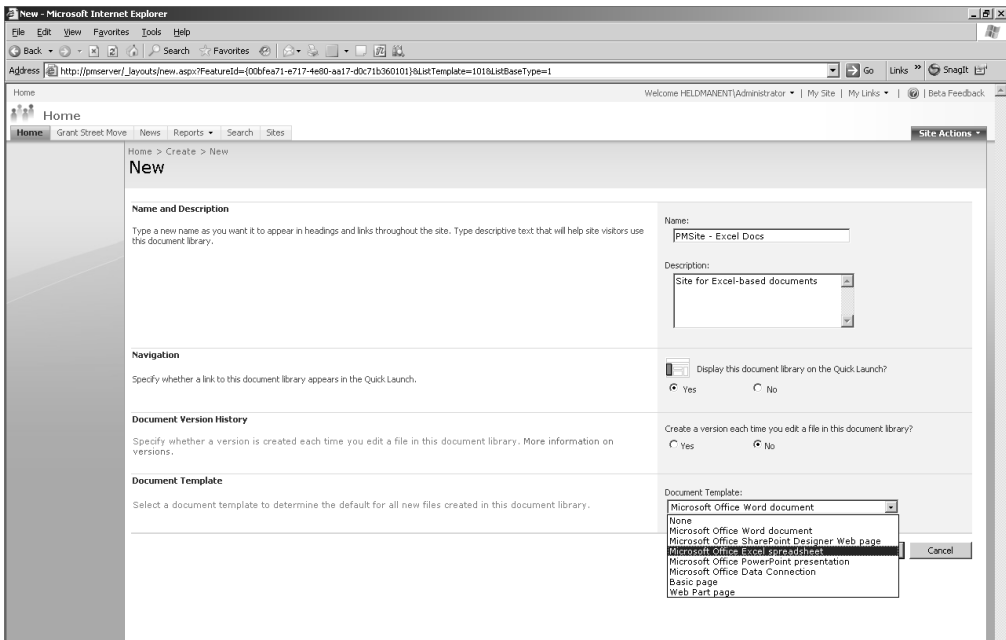 New - Microsoft Internet Explorer
File Edit View Favorites Tools Help
Back Search Favorites
Address http://pmserver/_layouts/new.aspx?FeatureId={00bfea71-e717-4e80-aa17-d0c71b360101}&ListTemplate=101&ListBaseType=1 Go Links » SnagIt
Home Welcome HELDMANENT\Administrator | My Site | My Links | Beta Feedback
Home
Home Grant Street Move News Reports Search Sites Site Actions
Home > Create > New
New
Name and Description
Type a new name as you want it to appear in headings and links throughout the site. Type descriptive text that will help site visitors use
this document library.
Name:
PMSite - Excel Docs
Description:
Site for Excel-based documents
Navigation
Specify whether a link to this document library appears in the Quick Launch.
Display this document library on the Quick Launch?
Yes No
Document Version History
Specify whether a version is created each time you edit a file in this document library. More information on
versions.
Create a version each time you edit a file in this document library?
Yes No
Document Template
Select a document template to determine the default for all new files created in this document library.
Document Template:
Microsoft Office Word document
None
Microsoft Office Word document
Microsoft Office SharePoint Designer Web page
Microsoft Office Excel spreadsheet
Microsoft Office PowerPoint presentation
Microsoft Office Data Connection
Basic page
Web Part page
Cancel